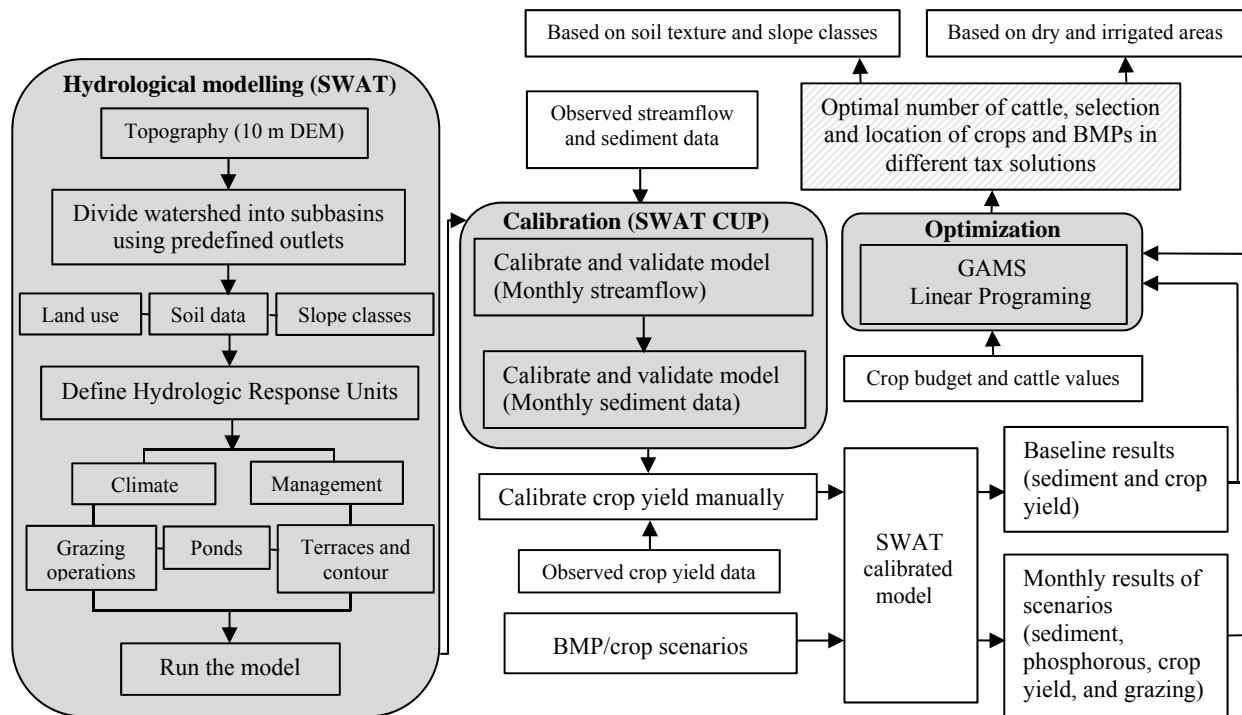 Hydrological modelling (SWAT)
Topography (10 m DEM)
Divide watershed into subbasins
using predefined outlets
Land use
Soil data
Slope classes
Define Hydrologic Response Units
Climate
Management
Grazing
operations
Ponds
Terraces and
contour
Run the model
Observed streamflow
and sediment data
Calibration (SWAT CUP)
Calibrate and validate model
(Monthly streamflow)
Calibrate and validate model
(Monthly sediment data)
Calibrate crop yield manually
Observed crop yield data
BMP/crop scenarios
SWAT
calibrated
model
Baseline results
(sediment and crop
yield)
Monthly results of
scenarios
(sediment,
phosphorous, crop
yield, and grazing)
Based on soil texture and slope classes
Based on dry and irrigated areas
Optimal number of cattle, selection
and location of crops and BMPs in
different tax solutions
Optimization
GAMS
Linear Programing
Crop budget and cattle values